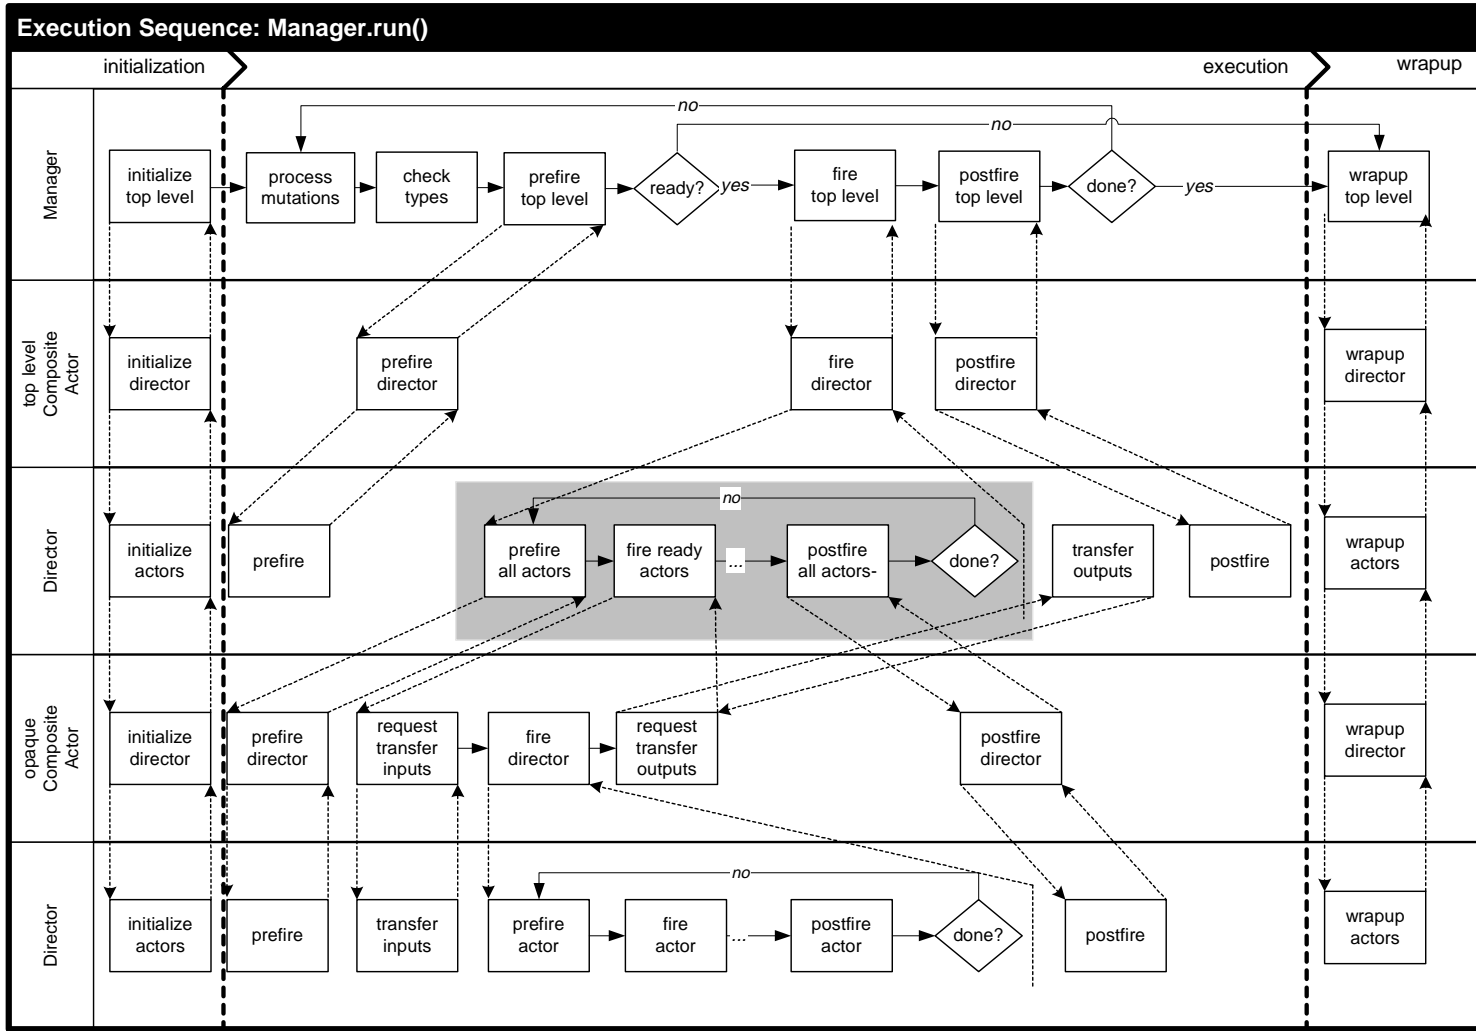 Execution Sequence: Manager.run()
initialization
execution
wrapup
Manager
no
no
initialize
top level
process
mutations
check
types
prefire
top level
ready?
yes
fire
top level
postfire
top level
done?
yes
wrapup
top level
top level
Composite
Actor
initialize
director
prefire
director
fire
director
postfire
director
wrapup
director
Director
no
initialize
actors
prefire
prefire
all actors
fire ready
actors
...
postfire
all actors-
done?
transfer
outputs
postfire
wrapup
actors
opaque
Composite
Actor
initialize
director
prefire
director
request
transfer
inputs
fire
director
request
transfer
outputs
postfire
director
wrapup
director
Director
no
initialize
actors
prefire
transfer
inputs
prefire
actor
fire
actor
...
postfire
actor
done?
postfire
wrapup
actors